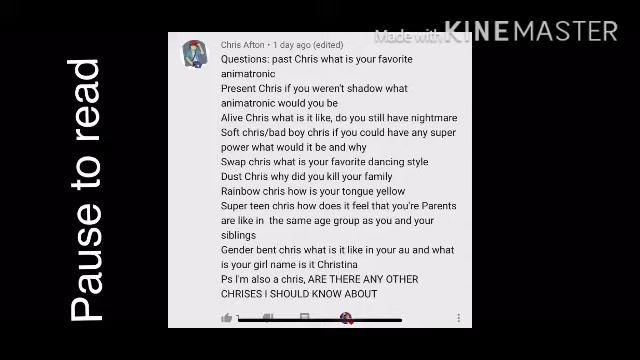 Made with KINEMASTER
Pause to read
Chris Afton • 1 day ago (edited)
Questions: past Chris what is your favorite
animatronic
Present Chris if you weren't shadow what
animatronic would you be
Alive Chris what is it like, do you still have nightmare
Soft chris/bad boy chris if you could have any super
power what would it be and why
Swap chris what is your favorite dancing style
Dust Chris why did you kill your family
Rainbow chris how is your tongue yellow
Super teen chris how does it feel that you're Parents
are like in the same age group as you and your
siblings
Gender bent chris what is it like in your au and what
is your girl name is it Christina
Ps I'm also a chris, ARE THERE ANY OTHER
CHRISES I SHOULD KNOW ABOUT
1